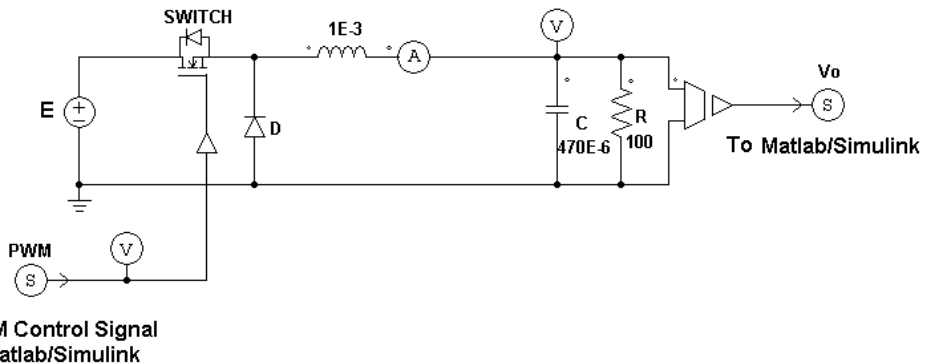 SWITCH
1E-3
A
V
Vo
E
D
C
470E-6
R
100
S
To Matlab/Simulink
PWM
V
S
M Control Signal
atlab/Simulink